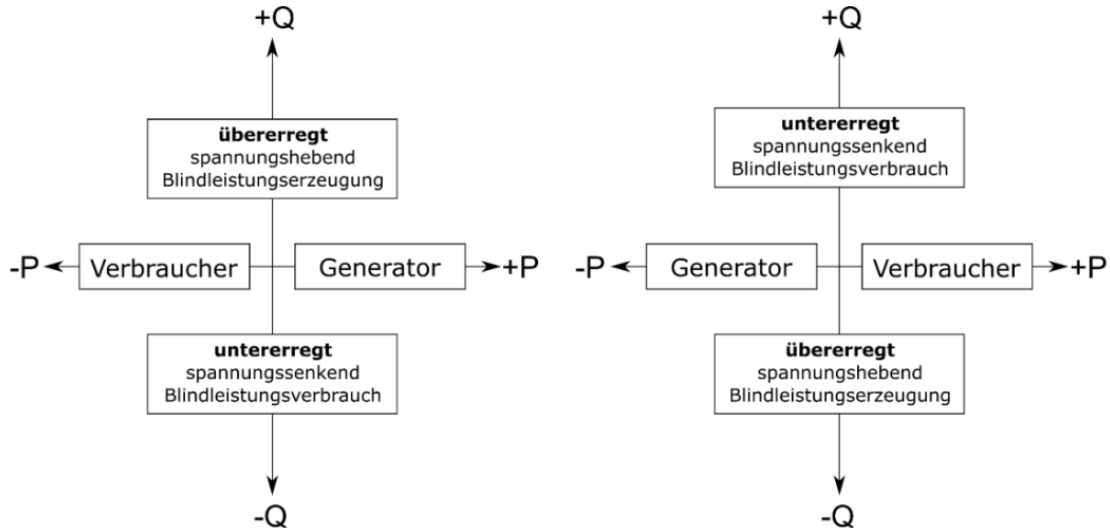 +Q
übererregt
spannungshebend
Blindleistungserzeugung
-P
Verbraucher
Generator
+P
untererregt
spannungssenkend
Blindleistungsverbrauch
-Q
+Q
untererregt
spannungssenkend
Blindleistungsverbrauch
-P
Generator
Verbraucher
+P
übererregt
spannungshebend
Blindleistungserzeugung
-Q